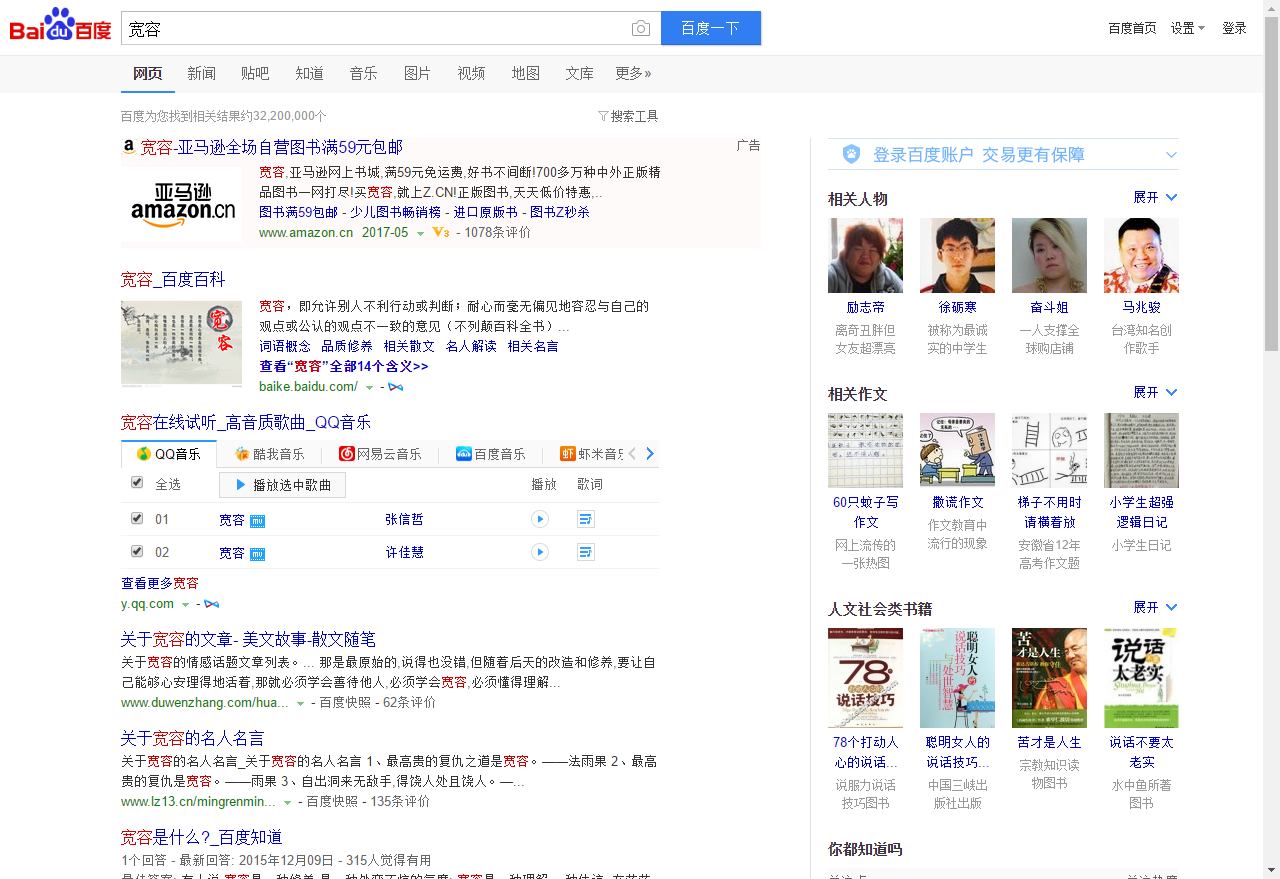 Bai du 百度
宽容
百度一下
百度首页 设置 登录
网页 新闻 贴吧 知道 音乐 图片 视频 地图 文库 更多»
百度为您找到相关结果约32,200,000个
搜索工具
宽容-亚马逊全场自营图书满59元包邮
广告
亚马逊
amazon.cn
宽容,亚马逊网上书城,满59元免运费,好书不间断!700多万种中外正版精
品图书一网打尽!买宽容,就上Z.CN!正版图书,天天低价特惠,..
图书满59包邮 - 少儿图书畅销榜 - 进口原版书 - 图书Z秒杀
www.amazon.cn 2017-05 V3 - 1078条评价
宽容_百度百科
宽容
宽容，即允许别人不利行动或判断；耐心而毫无偏见地容忍与自己的
观点或公认的观点不一致的意见（不列颠百科全书）...
词语概念 品质修养 相关散文 名人解读 相关名言
查看“宽容”全部14个含义>>
baike.baidu.com/ -
宽容在线试听_高音质歌曲_QQ音乐
QQ音乐 酷我音乐 网易云音乐 百度音乐 虾米音乐
全选 播放选中歌曲 播放 歌词
01 宽容 MV 张信哲
02 宽容 MV 许佳慧
查看更多宽容
y.qq.com -
关于宽容的文章- 美文故事-散文随笔
关于宽容的情感话题文章列表。... 那是最原始的,说得也没错,但随着后天的改造和修养,要让自
己能够心安理得地活着,那就必须学会善待他人,必须学会宽容,必须懂得理解...
www.duwenzhang.com/hua... - 百度快照 - 62条评价
关于宽容的名人名言
关于宽容的名人名言_关于宽容的名人名言 1、最高贵的复仇之道是宽容。——法雨果 2、最高
贵的复仇是宽容。——雨果 3、自出洞来无敌手,得饶人处且饶人。—...
www.lz13.cn/mingrenmin... - 百度快照 - 135条评价
宽容是什么?_百度知道
1个回答 - 最新回答: 2015年12月09日 - 315人觉得有用
登录百度账户 交易更有保障
相关人物 展开
励志帝 徐砺寒 奋斗姐 马兆骏
离奇丑胖但 被称为最诚 一人支撑全 台湾知名创
女友超漂亮 实的中学生 球购店铺 作歌手
相关作文 展开
60只蚊子写 撒谎作文 梯子不用时 小学生超强
作文 请横着放 逻辑日记
网上流传的 作文教育中 安徽省12年 小学生日记
一张热图 流行的现象 高考作文题
人文社会类书籍 展开
78个
说话技巧
聪明女人的
说话技巧
与处世智慧
苦
才是人生
说话
太老实
78个打动人 聪明女人的 苦才是人生 说话不要太
心的说话... 说话技巧... 老实
说服力说话 中国三峡出 宗教知识读 水中鱼所著
技巧图书 版社出版 物图书 图书
你都知道吗